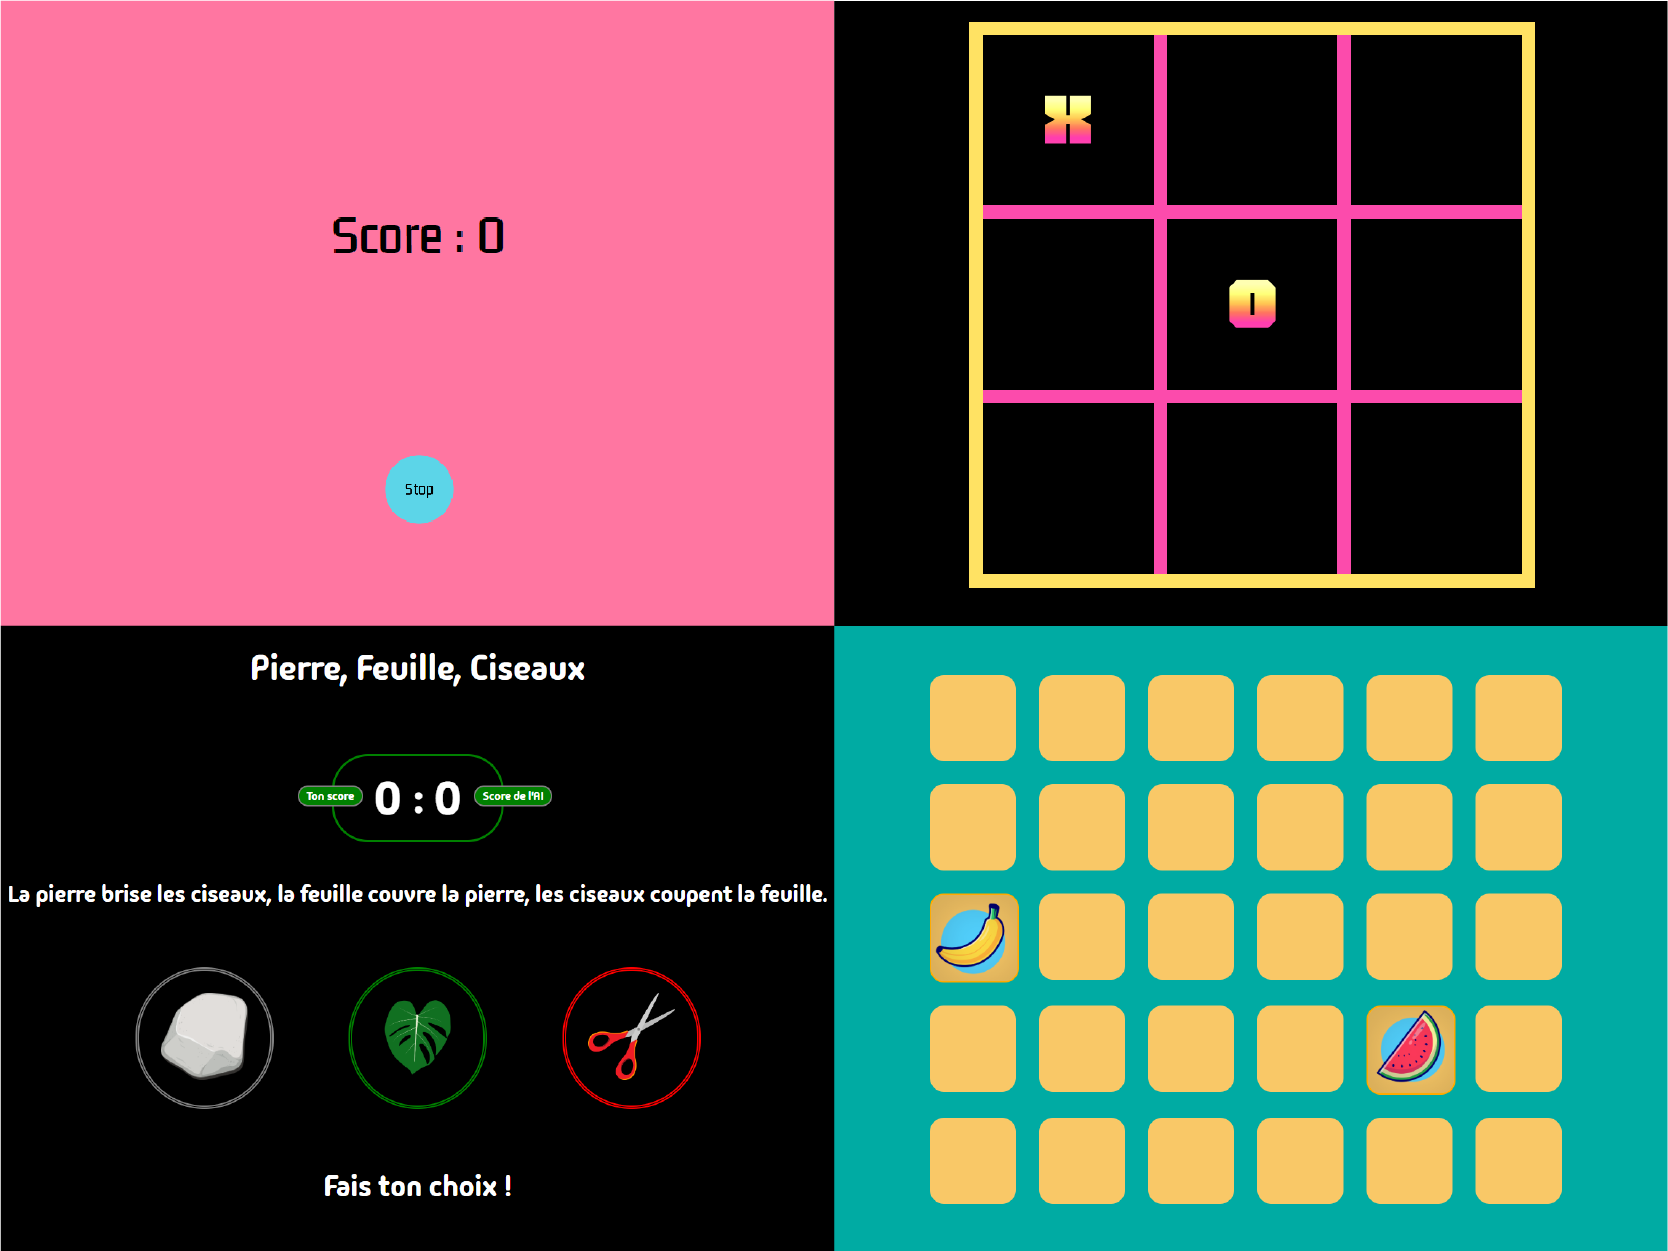 Score : 0
Stop
X
O
Pierre, Feuille, Ciseaux
Ton score 0 : 0 Score de l'AI
La pierre brise les ciseaux, la feuille couvre la pierre, les ciseaux coupent la feuille.
Fais ton choix !